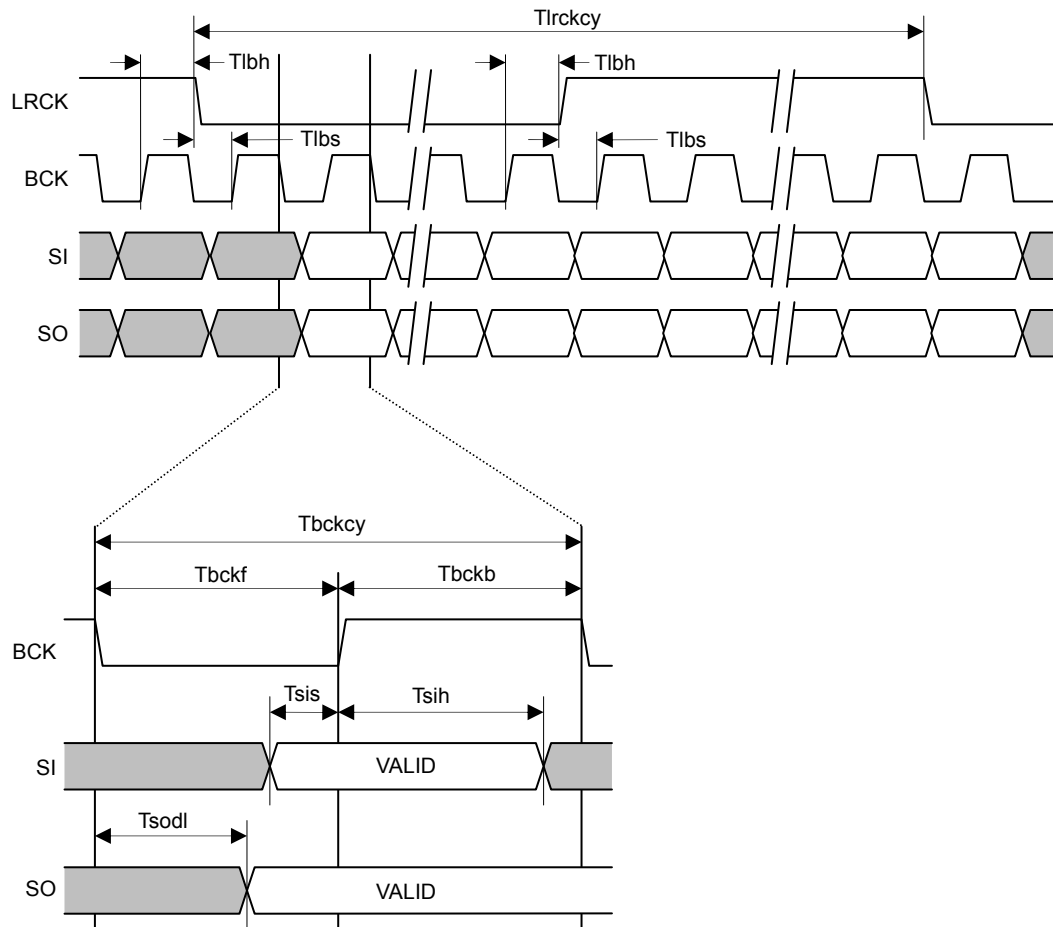 Tlrckcy
Tlbh
Tlbh
LRCK
Tlbs
Tlbs
BCK
SI
SO
Tbckcy
Tbckf
Tbckb
BCK
Tsis
Tsih
SI
VALID
Tsodl
SO
VALID